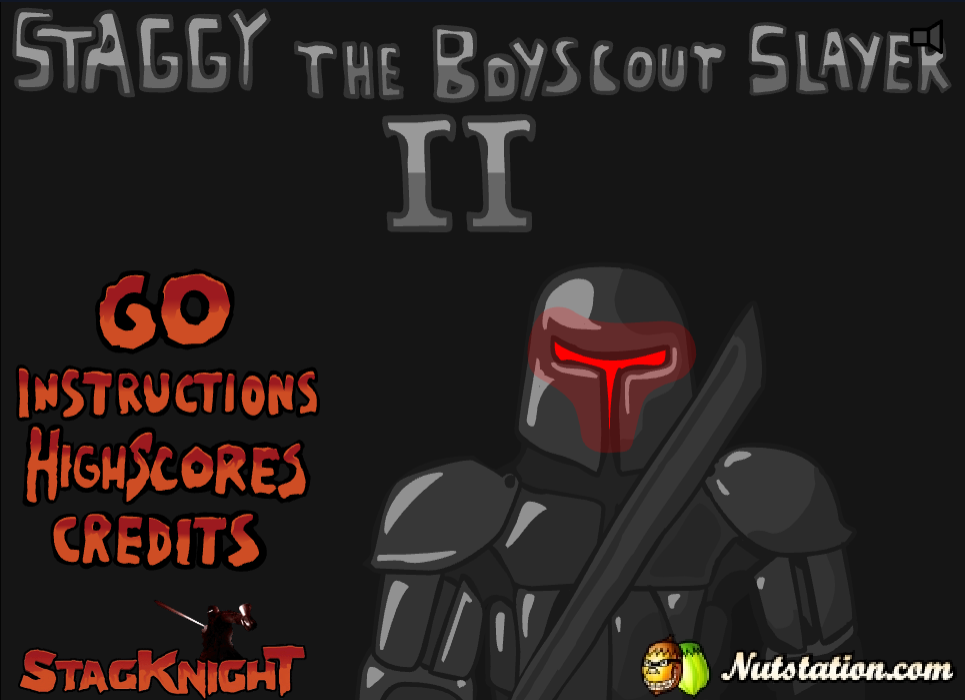 STAGGY THE BOYSCOUT SLAYER
II
GO
INSTRUCTIONS
HIGHSCORES
CREDITS
STAGKNIGHT
Nutstation.com